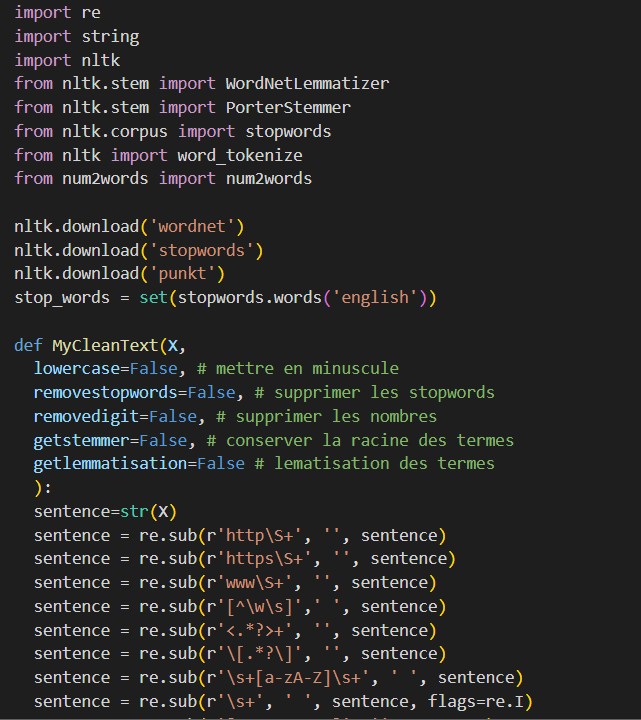 import re
import string
import nltk
from nltk.stem import WordNetLemmatizer
from nltk.stem import PorterStemmer
from nltk.corpus import stopwords
from nltk import word_tokenize
from num2words import num2words

nltk.download('wordnet')
nltk.download('stopwords')
nltk.download('punkt')
stop_words = set(stopwords.words('english'))

def MyCleanText(X,
  lowercase=False, # mettre en minuscule
  removestopwords=False, # supprimer les stopwords
  removedigit=False, # supprimer les nombres
  getstemmer=False, # conserver la racine des termes
  getlemmatisation=False # lematisation des termes
  ):
  sentence=str(X)
  sentence = re.sub(r'http\S+', '', sentence)
  sentence = re.sub(r'https\S+', '', sentence)
  sentence = re.sub(r'www\S+', '', sentence)
  sentence = re.sub(r'[^\w\s]',' ', sentence)
  sentence = re.sub(r'<.*?>+', '', sentence)
  sentence = re.sub(r'\[.*?\]', '', sentence)
  sentence = re.sub(r'\s+[a-zA-Z]\s+', ' ', sentence)
  sentence = re.sub(r'\s+', ' ', sentence, flags=re.I)